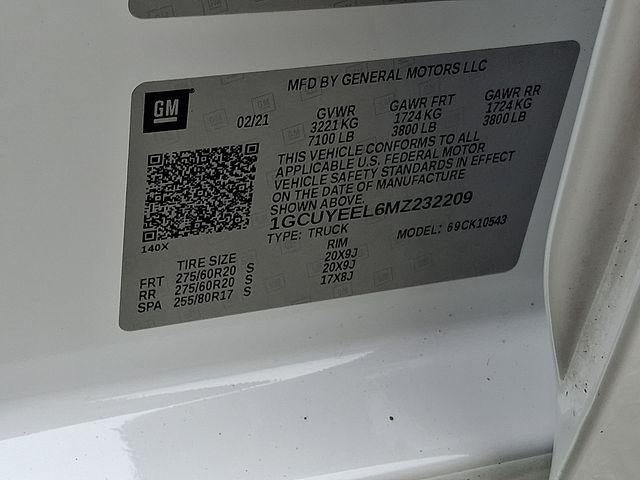 MFD BY GENERAL MOTORS LLC
GM
02/21
GVWR GAWR FRT GAWR RR
3221 KG 1724 KG 1724 KG
7100 LB 3800 LB 3800 LB
THIS VEHICLE CONFORMS TO ALL
APPLICABLE U.S. FEDERAL MOTOR
VEHICLE SAFETY STANDARDS IN EFFECT
ON THE DATE OF MANUFACTURE
SHOWN ABOVE.
1GCUYEEL6MZ232209
TYPE: TRUCK MODEL: 69CK10543
140X
TIRE SIZE RIM
FRT 275/60R20 S 20X9J
RR 275/60R20 S 20X9J
SPA 255/80R17 S 17X8J